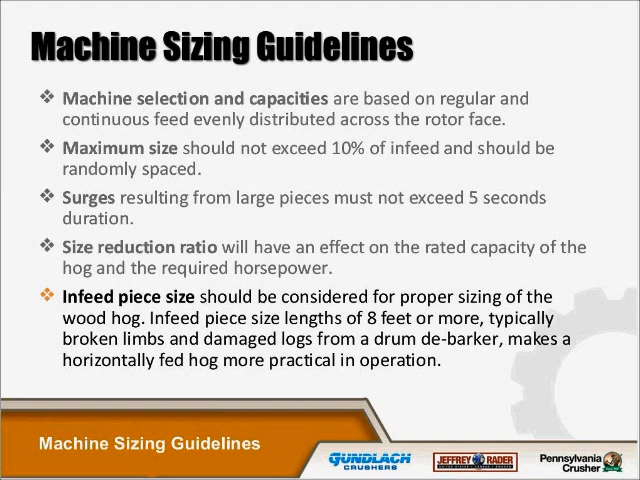 Machine Sizing Guidelines
❖ Machine selection and capacities are based on regular and
continuous feed evenly distributed across the rotor face.
❖ Maximum size should not exceed 10% of infeed and should be
randomly spaced.
❖ Surges resulting from large pieces must not exceed 5 seconds
duration.
❖ Size reduction ratio will have an effect on the rated capacity of the
hog and the required horsepower.
❖ Infeed piece size should be considered for proper sizing of the
wood hog. Infeed piece size lengths of 8 feet or more, typically
broken limbs and damaged logs from a drum de-barker, makes a
horizontally fed hog more practical in operation.
Machine Sizing Guidelines
GUNDLACH
CRUSHERS
JEFFREY RADER
Pennsylvania
Crusher